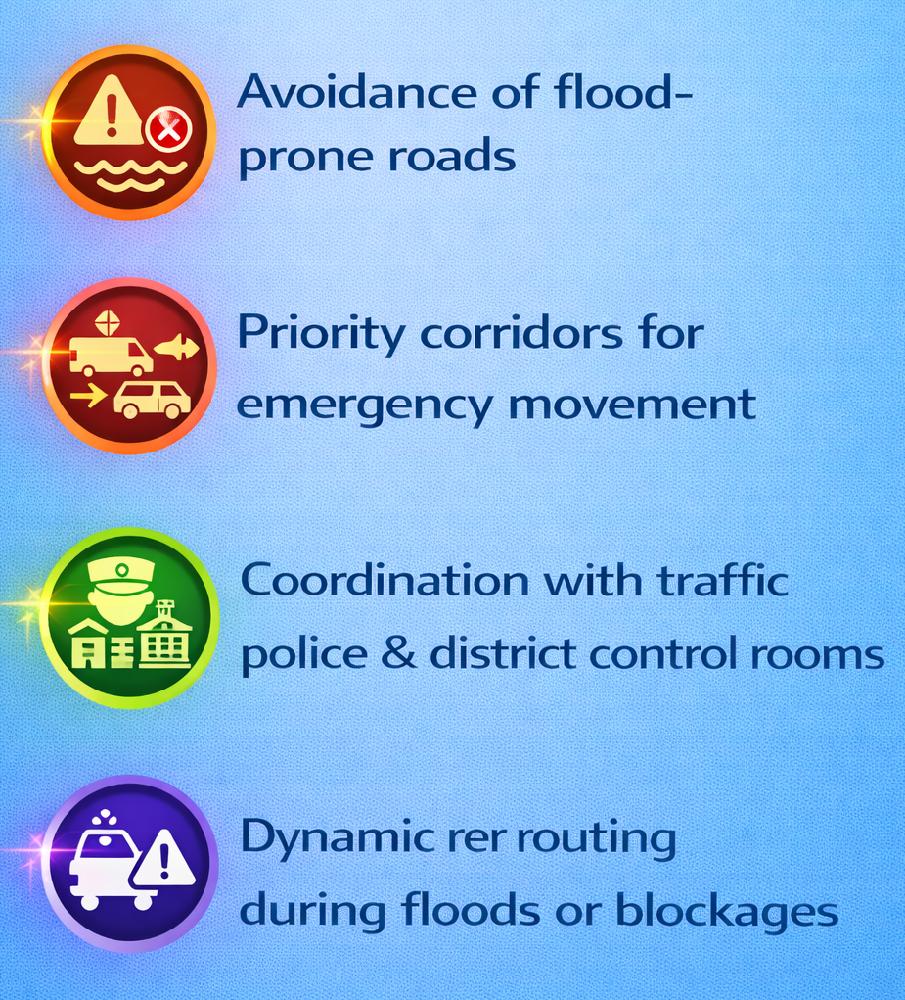 Avoidance of flood-
prone roads
Priority corridors for
emergency movement
Coordination with traffic
police & district control rooms
Dynamic rer routing
during floods or blockages